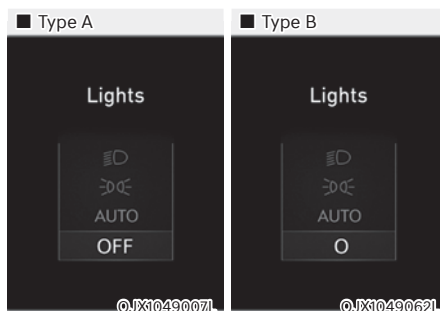 ■ Type A
Lights
AUTO
OFF
OJX1049007L
■ Type B
Lights
AUTO
O
OJX1049062L